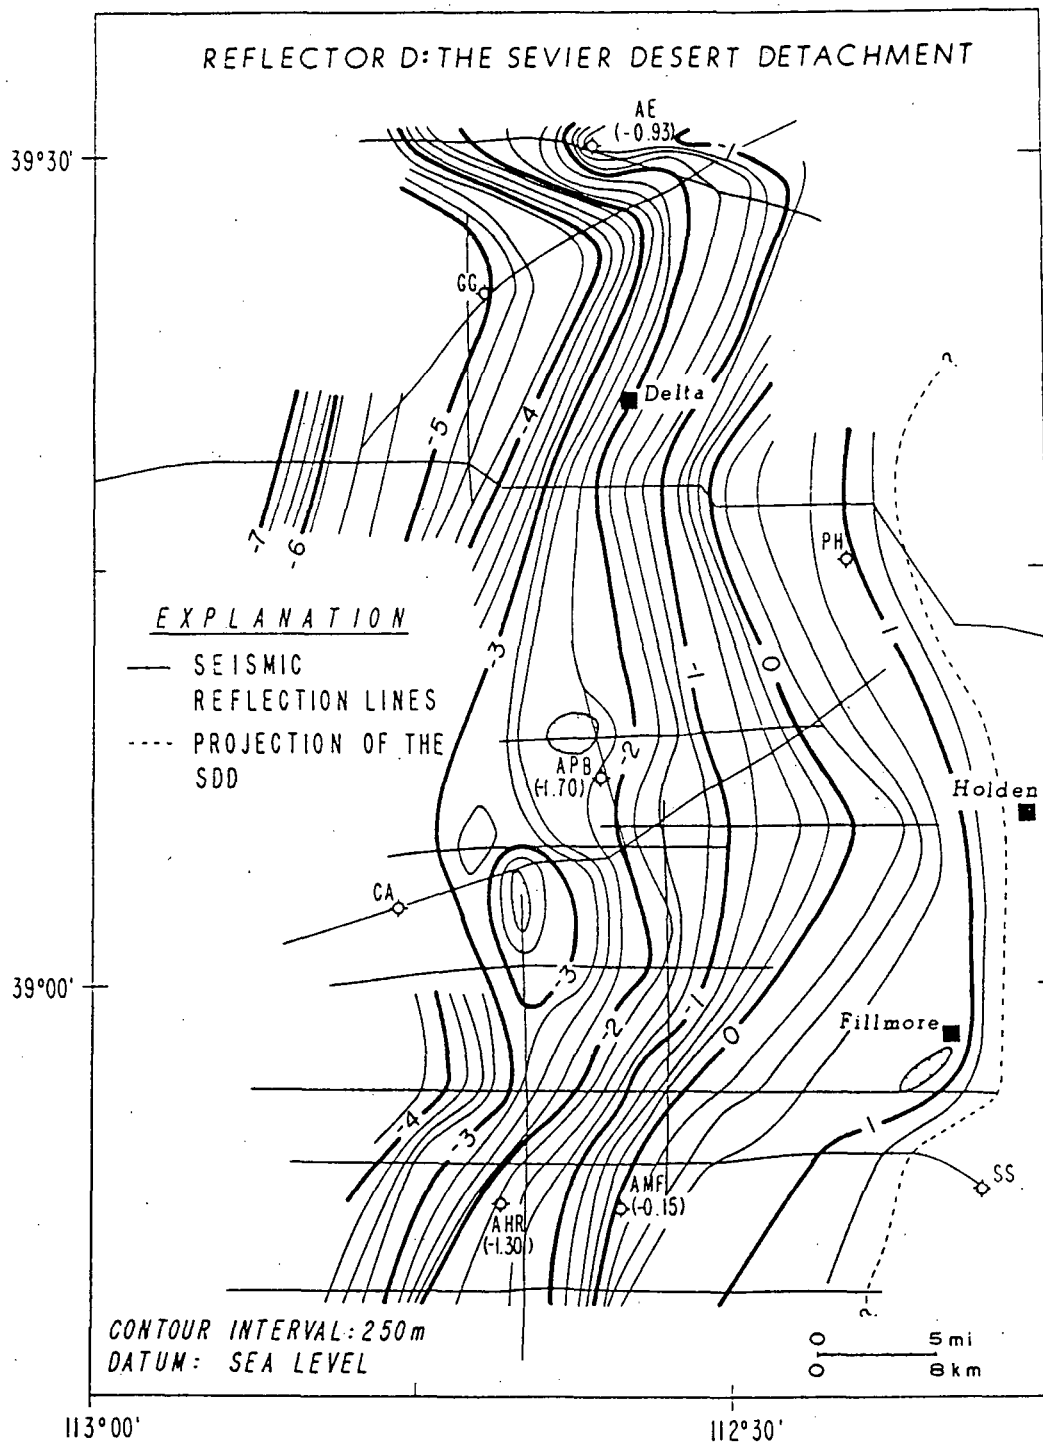 REFLECTOR D: THE SEVIER DESERT DETACHMENT
AE
(-0.93)
-1
39°30'
GG
Delta
-4
-5
?
-7
-6
PH
EXPLANATION
SEISMIC
REFLECTION LINES
PROJECTION OF THE
SDD
-3
-1
0
1
-2
APB
(-1.70)
Holden
CA
-3
39°00'
-2
-1
0
Fillmore
-4
-3
1
SS
AMF
(-0.15)
AHR
(-1.30)
?
CONTOUR INTERVAL: 250m
DATUM: SEA LEVEL
0 5 mi
0 8 km
113°00'
112°30'